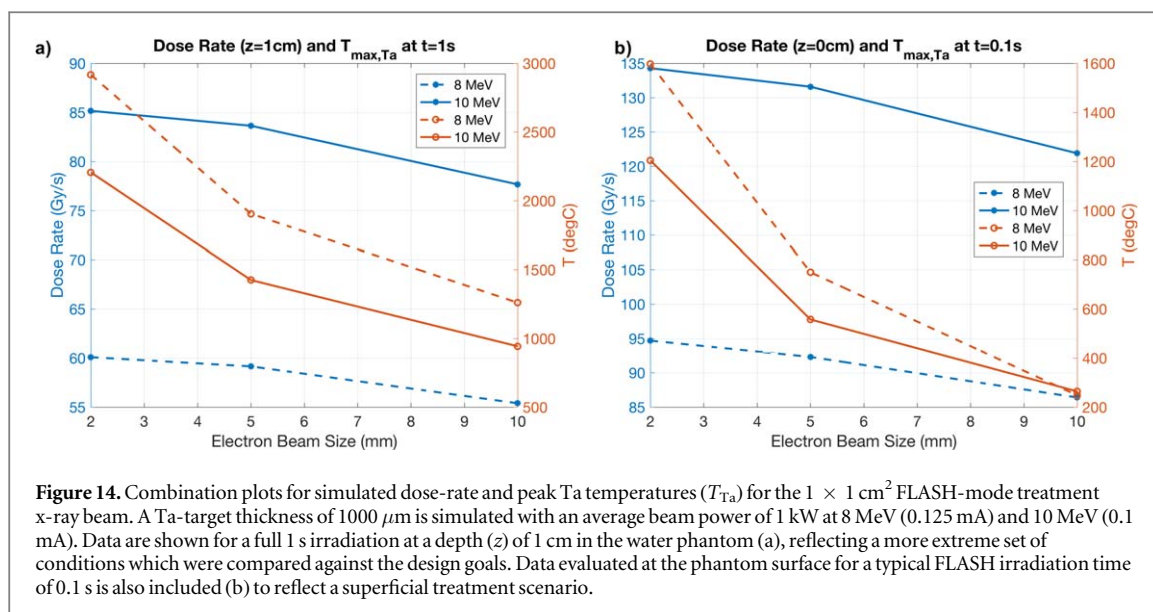 a)
Dose Rate (z=1cm) and T_max,Ta at t=1s
90
85
80
75
70
65
60
55
Dose Rate (Gy/s)
3000
2500
2000
1500
1000
500
T (degC)
8 MeV
10 MeV
8 MeV
10 MeV
2 3 4 5 6 7 8 9 10
Electron Beam Size (mm)
b)
Dose Rate (z=0cm) and T_max,Ta at t=0.1s
135
130
125
120
115
110
105
100
95
90
85
Dose Rate (Gy/s)
1600
1400
1200
1000
800
600
400
200
T (degC)
8 MeV
10 MeV
8 MeV
10 MeV
2 3 4 5 6 7 8 9 10
Electron Beam Size (mm)
Figure 14. Combination plots for simulated dose-rate and peak Ta temperatures (T_Ta) for the 1 × 1 cm² FLASH-mode treatment
x-ray beam. A Ta-target thickness of 1000 μm is simulated with an average beam power of 1 kW at 8 MeV (0.125 mA) and 10 MeV (0.1
mA). Data are shown for a full 1 s irradiation at a depth (z) of 1 cm in the water phantom (a), reflecting a more extreme set of
conditions which were compared against the design goals. Data evaluated at the phantom surface for a typical FLASH irradiation time
of 0.1 s is also included (b) to reflect a superficial treatment scenario.